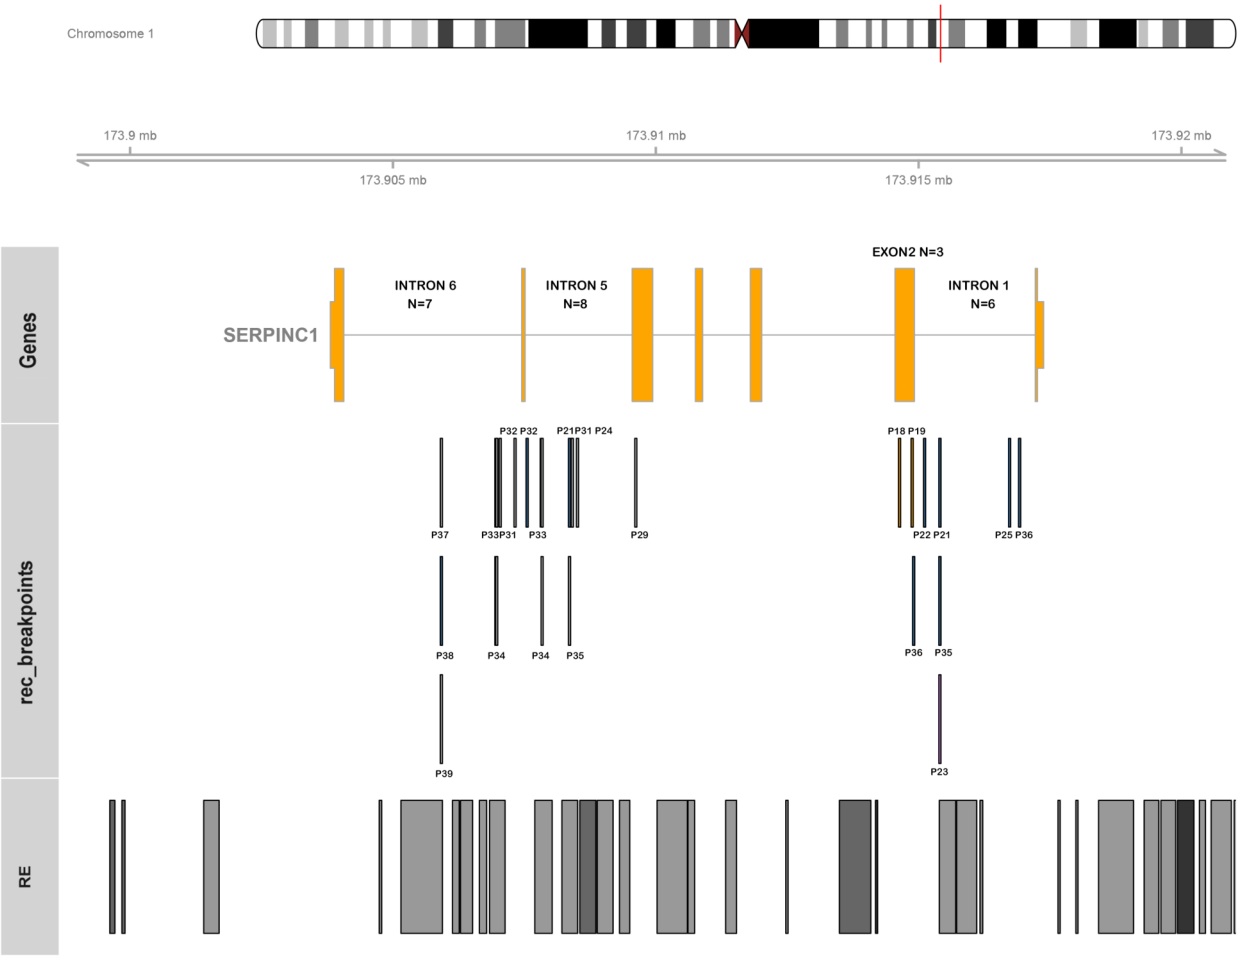 Chromosome 1
173.9 mb
173.91 mb
173.92 mb
173.905 mb
173.915 mb
Genes
EXON2 N=3
INTRON 6
N=7
INTRON 5
N=8
INTRON 1
N=6
SERPINC1
rec_breakpoints
P32 P32 P21P31 P24 P18 P19
P37 P33P31 P33 P29 P22 P21 P25 P36
P38 P34 P34 P35 P36 P35
P39 P23
RE